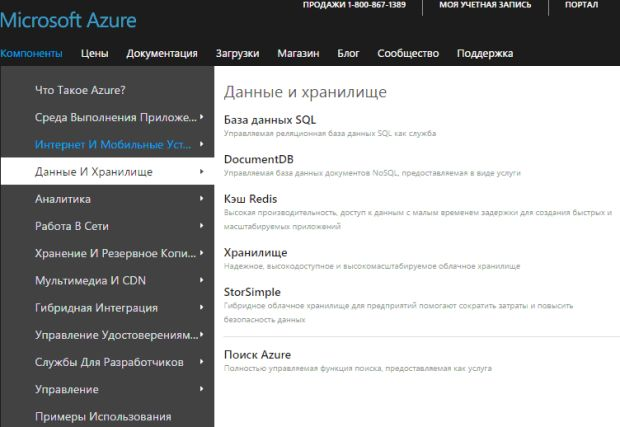 ПРОДАЖИ 1-800-867-1389 МОЯ УЧЕТНАЯ ЗАПИСЬ ПОРТАЛ
Microsoft Azure
Компоненты Цены Документация Загрузки Магазин Блог Сообщество Поддержка
Что Такое Azure?
Среда Выполнения Приложе...
Интернет И Мобильные Уст...
Данные И Хранилище
Аналитика
Работа В Сети
Хранение И Резервное Копи...
Мультимедиа И CDN
Гибридная Интеграция
Управление Удостоверениям...
Службы Для Разработчиков
Управление
Примеры Использования
Данные и хранилище
База данных SQL
Управляемая реляционная база данных SQL как служба
DocumentDB
Управляемая база данных документов NoSQL, предоставляемая в виде услуги
Кэш Redis
Высокая производительность, доступ к данным с малым временем задержки для создания быстрых и
масштабируемых приложений
Хранилище
Надежное, высокодоступное и высокомасштабируемое облачное хранилище
StorSimple
Гибридное облачное хранилище для предприятий помогают сократить затраты и повысить
безопасность данных
Поиск Azure
Полностью управляемая функция поиска, предоставляемая как услуга